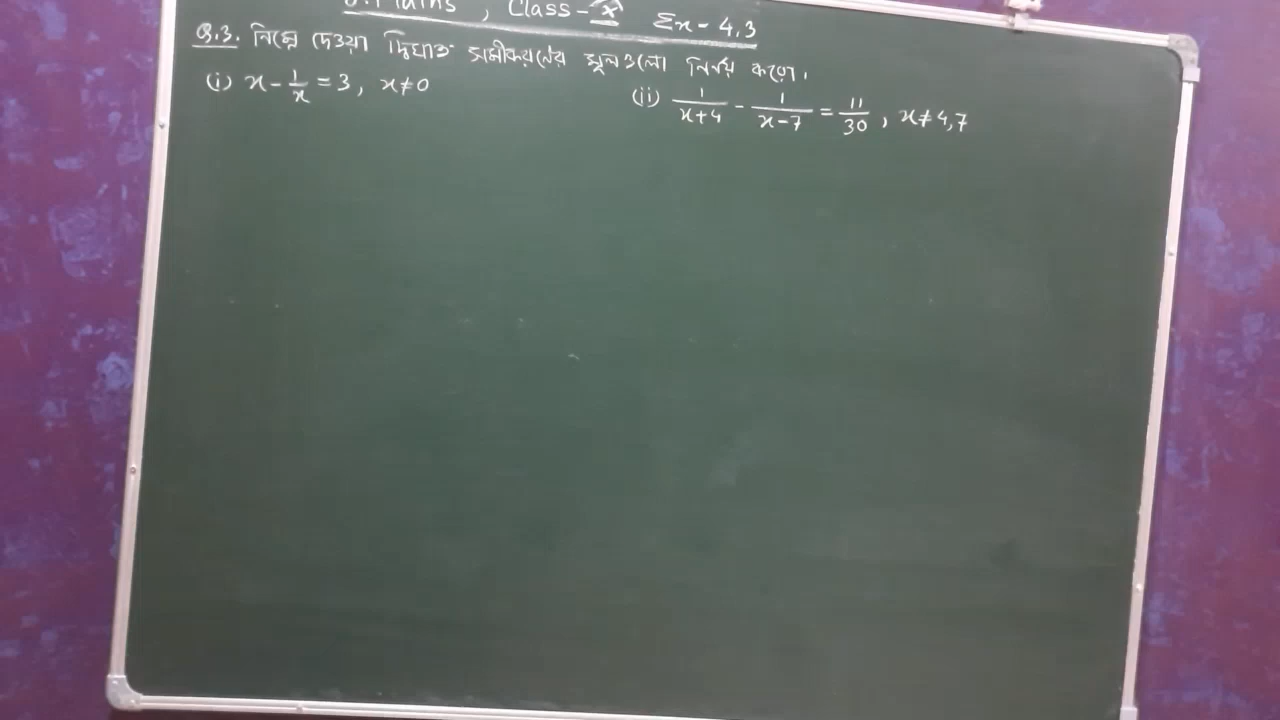 Maths , Class - X Ex - 4.3
Q.3. নিম্নে দেওয়া দ্বিঘাত সমীকরণের মূলগুলো নির্ণয় করো।
(i) x - 1/x = 3, x ≠ 0
(ii) 1/(x+4) - 1/(x-7) = 11/30 , x ≠ 4, 7